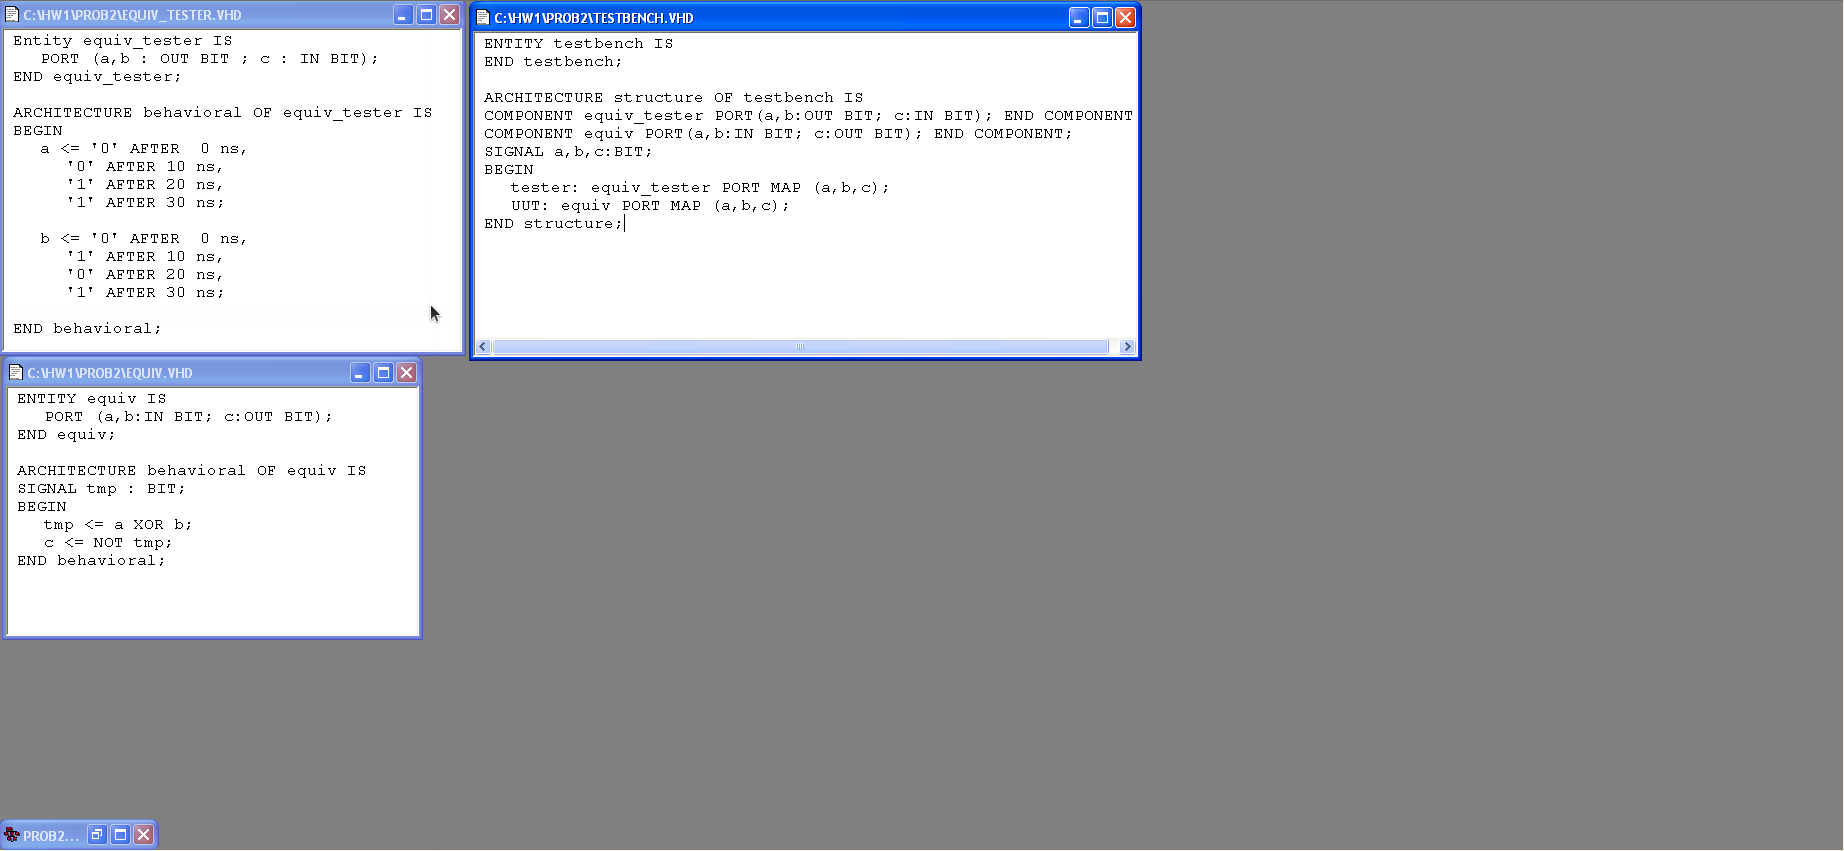 C:\HW1\PROB2\EQUIV_TESTER.VHD
Entity equiv_tester IS
PORT (a,b : OUT BIT ; c : IN BIT);
END equiv_tester;
ARCHITECTURE behavioral OF equiv_tester IS
BEGIN
a <= '0' AFTER  0 ns,
'0' AFTER 10 ns,
'1' AFTER 20 ns,
'1' AFTER 30 ns;
b <= '0' AFTER  0 ns,
'1' AFTER 10 ns,
'0' AFTER 20 ns,
'1' AFTER 30 ns;
END behavioral;
C:\HW1\PROB2\TESTBENCH.VHD
ENTITY testbench IS
END testbench;
ARCHITECTURE structure OF testbench IS
COMPONENT equiv_tester PORT(a,b:OUT BIT; c:IN BIT); END COMPONENT
COMPONENT equiv PORT(a,b:IN BIT; c:OUT BIT); END COMPONENT;
SIGNAL a,b,c:BIT;
BEGIN
tester: equiv_tester PORT MAP (a,b,c);
UUT: equiv PORT MAP (a,b,c);
END structure;
C:\HW1\PROB2\EQUIV.VHD
ENTITY equiv IS
PORT (a,b:IN BIT; c:OUT BIT);
END equiv;
ARCHITECTURE behavioral OF equiv IS
SIGNAL tmp : BIT;
BEGIN
tmp <= a XOR b;
c <= NOT tmp;
END behavioral;
PROB2...